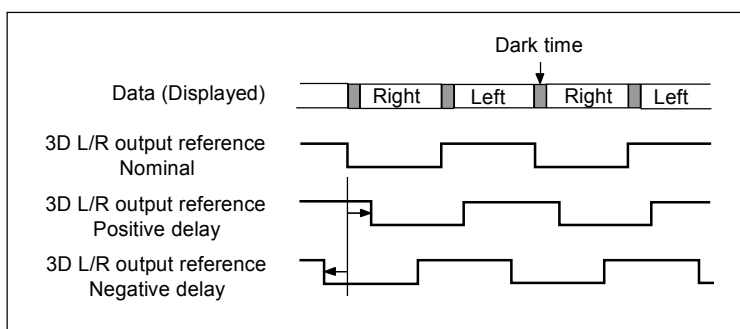 Dark time
Data (Displayed)
Right
Left
Right
Left
3D L/R output reference
Nominal
3D L/R output reference
Positive delay
3D L/R output reference
Negative delay